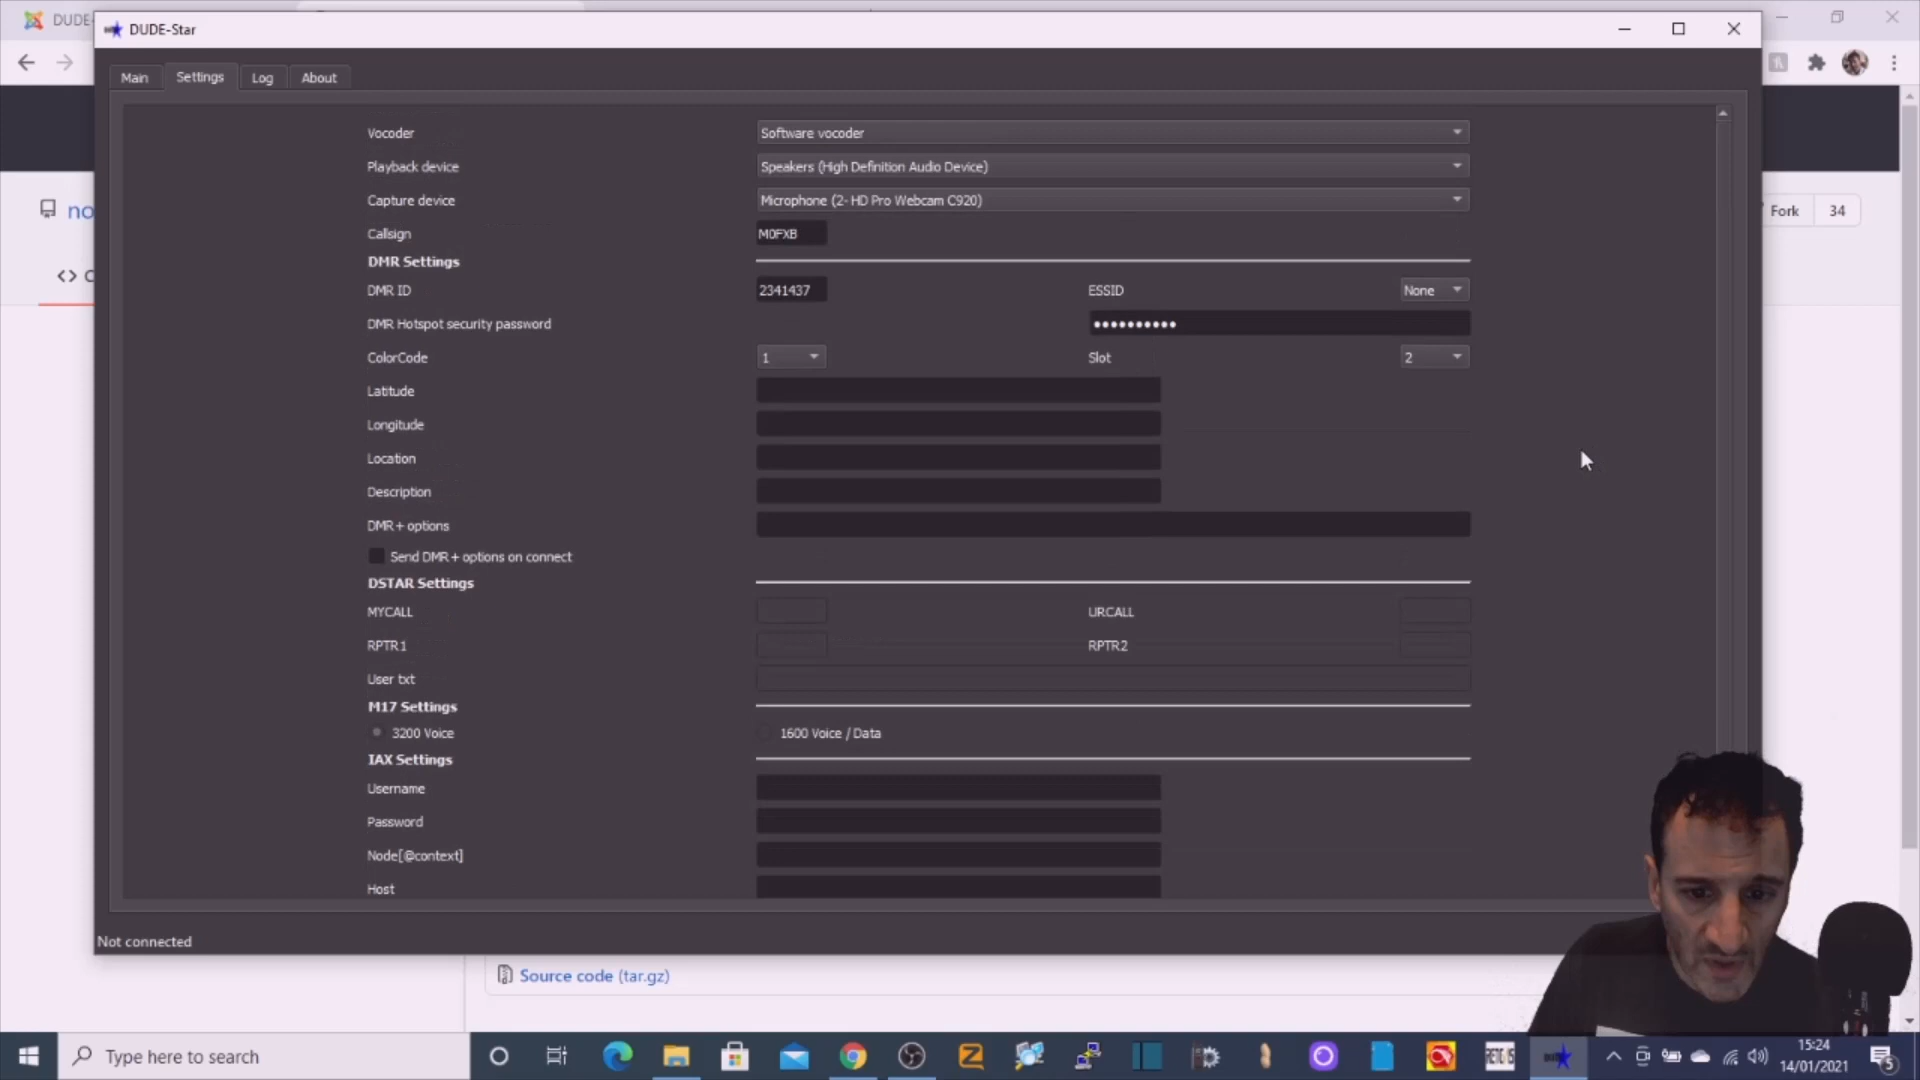 DUDE-
DUDE-Star
Main Settings Log About
Vocoder Software vocoder
Playback device Speakers (High Definition Audio Device)
Capture device Microphone (2- HD Pro Webcam C920)
Callsign M0FXB
no Fork 34
DMR Settings
<> C
DMR ID 2341437 ESSID None
DMR Hotspot security password ••••••••••
ColorCode 1 Slot 2
Latitude
Longitude
Location
Description
DMR+ options
Send DMR+ options on connect
DSTAR Settings
MYCALL URCALL
RPTR1 RPTR2
User txt
M17 Settings
3200 Voice 1600 Voice / Data
IAX Settings
Username
Password
Node[@context]
Host
Not connected
Source code (tar.gz)
Type here to search
15:24
14/01/2021
5